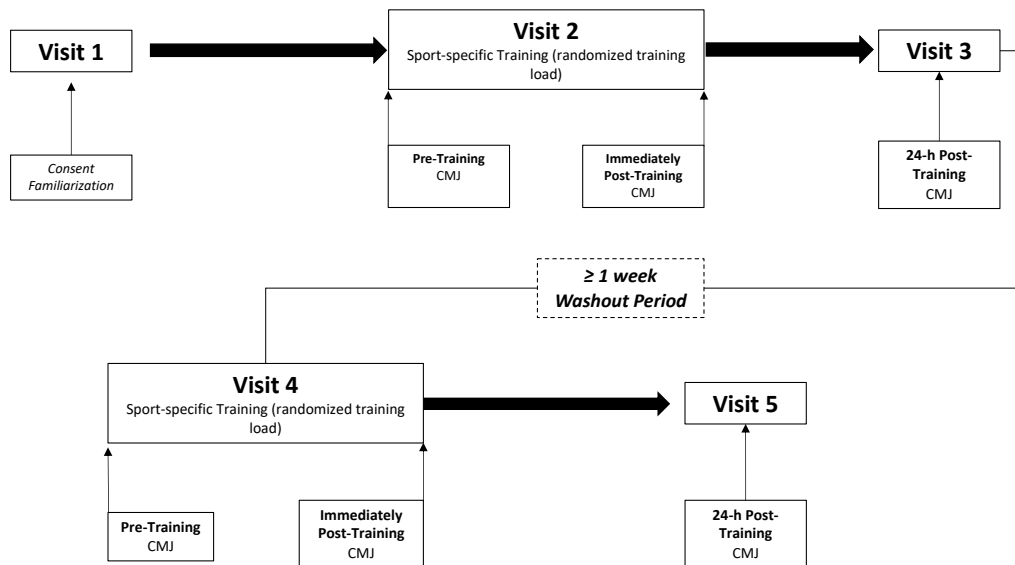 Visit 1
Visit 2
Sport-specific Training (randomized training
load)
Visit 3
Consent
Familiarization
Pre-Training
CMJ
Immediately
Post-Training
CMJ
24-h Post-
Training
CMJ
≥ 1 week
Washout Period
Visit 4
Sport-specific Training (randomized training
load)
Visit 5
Pre-Training
CMJ
Immediately
Post-Training
CMJ
24-h Post-
Training
CMJ